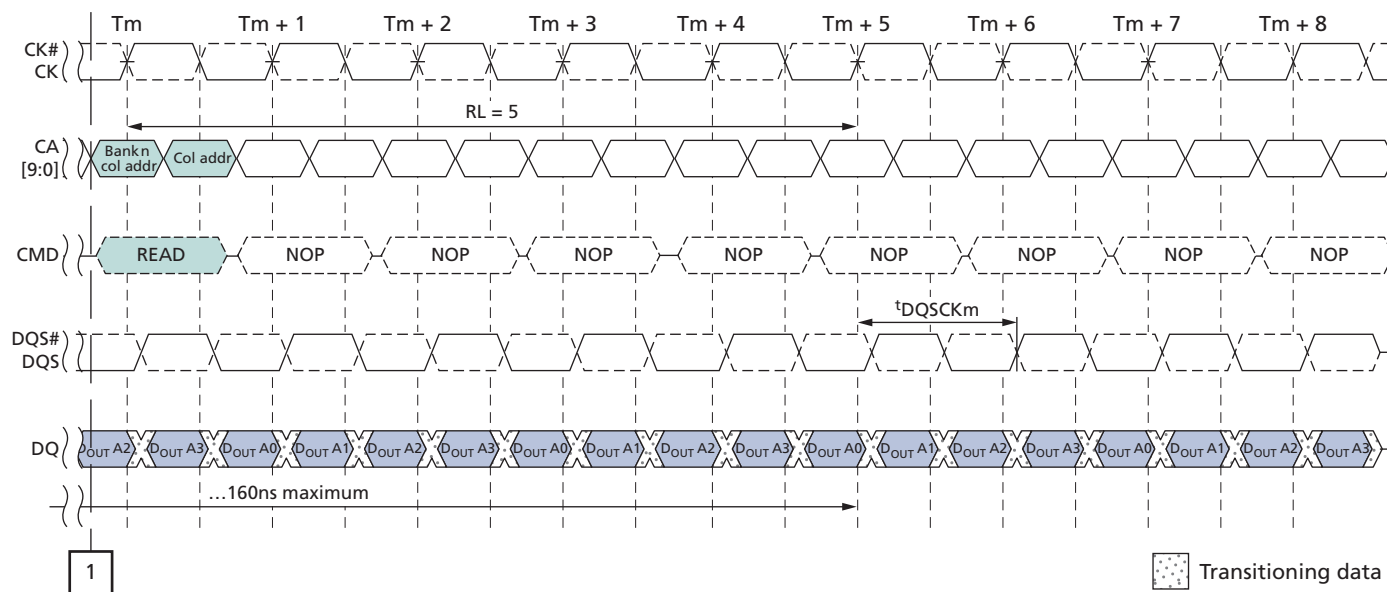 Tm Tm + 1 Tm + 2 Tm + 3 Tm + 4 Tm + 5 Tm + 6 Tm + 7 Tm + 8
CK#
CK
RL = 5
CA
[9:0]
Bank n
col addr
Col addr
CMD READ NOP NOP NOP NOP NOP NOP NOP NOP
tDQSCKm
DQS#
DQS
DQ DOUT A2 DOUT A3 DOUT A0 DOUT A1 DOUT A2 DOUT A3 DOUT A0 DOUT A1 DOUT A2 DOUT A3 DOUT A0 DOUT A1 DOUT A2 DOUT A3 DOUT A0 DOUT A1 DOUT A2 DOUT A3
...160ns maximum
1
Transitioning data